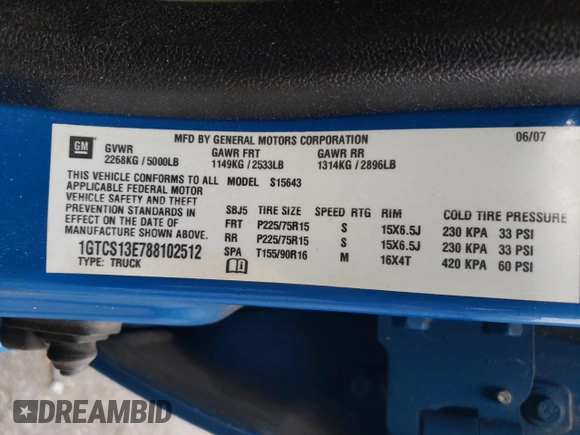 MFD BY GENERAL MOTORS CORPORATION 06/07
GM GVWR GAWR FRT GAWR RR
2268KG / 5000LB 1149KG / 2533LB 1314KG / 2896LB
THIS VEHICLE CONFORMS TO ALL MODEL S15643
APPLICABLE FEDERAL MOTOR
VEHICLE SAFETY AND THEFT
PREVENTION STANDARDS IN SBJ5 TIRE SIZE SPEED RTG RIM COLD TIRE PRESSURE
EFFECT ON THE DATE OF FRT P225/75R15 S 15X6.5J 230 KPA 33 PSI
MANUFACTURE SHOWN ABOVE. RR P225/75R15 S 15X6.5J 230 KPA 33 PSI
1GTCS13E788102512 SPA T155/90R16 M 16X4T 420 KPA 60 PSI
TYPE: TRUCK
DREAMBID